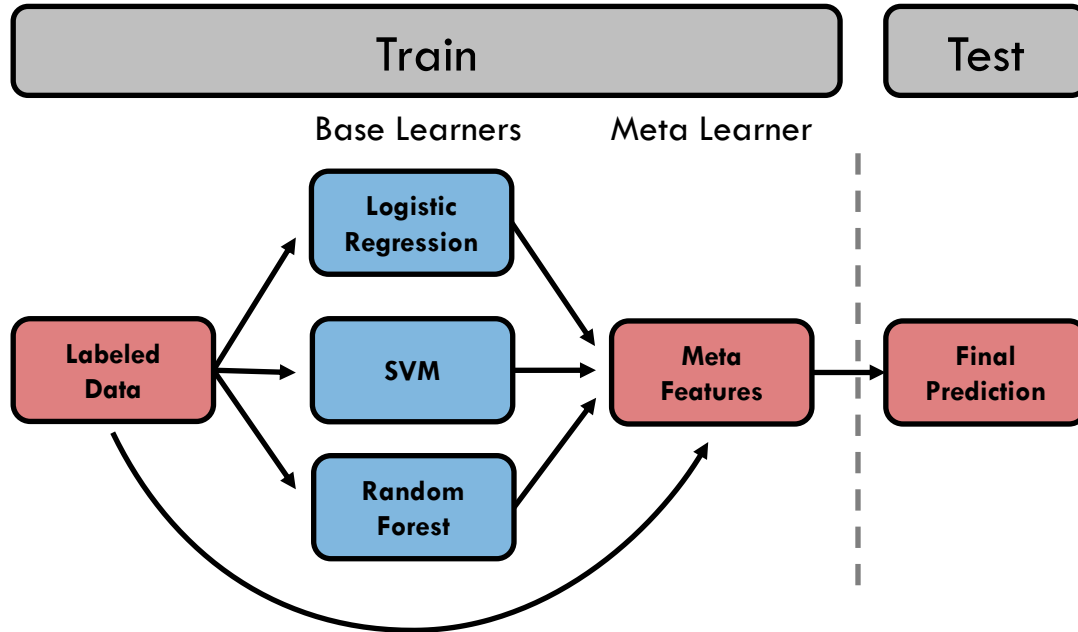 Train
Test
Base Learners
Meta Learner
Logistic
Regression
Labeled
Data
SVM
Meta
Features
Final
Prediction
Random
Forest